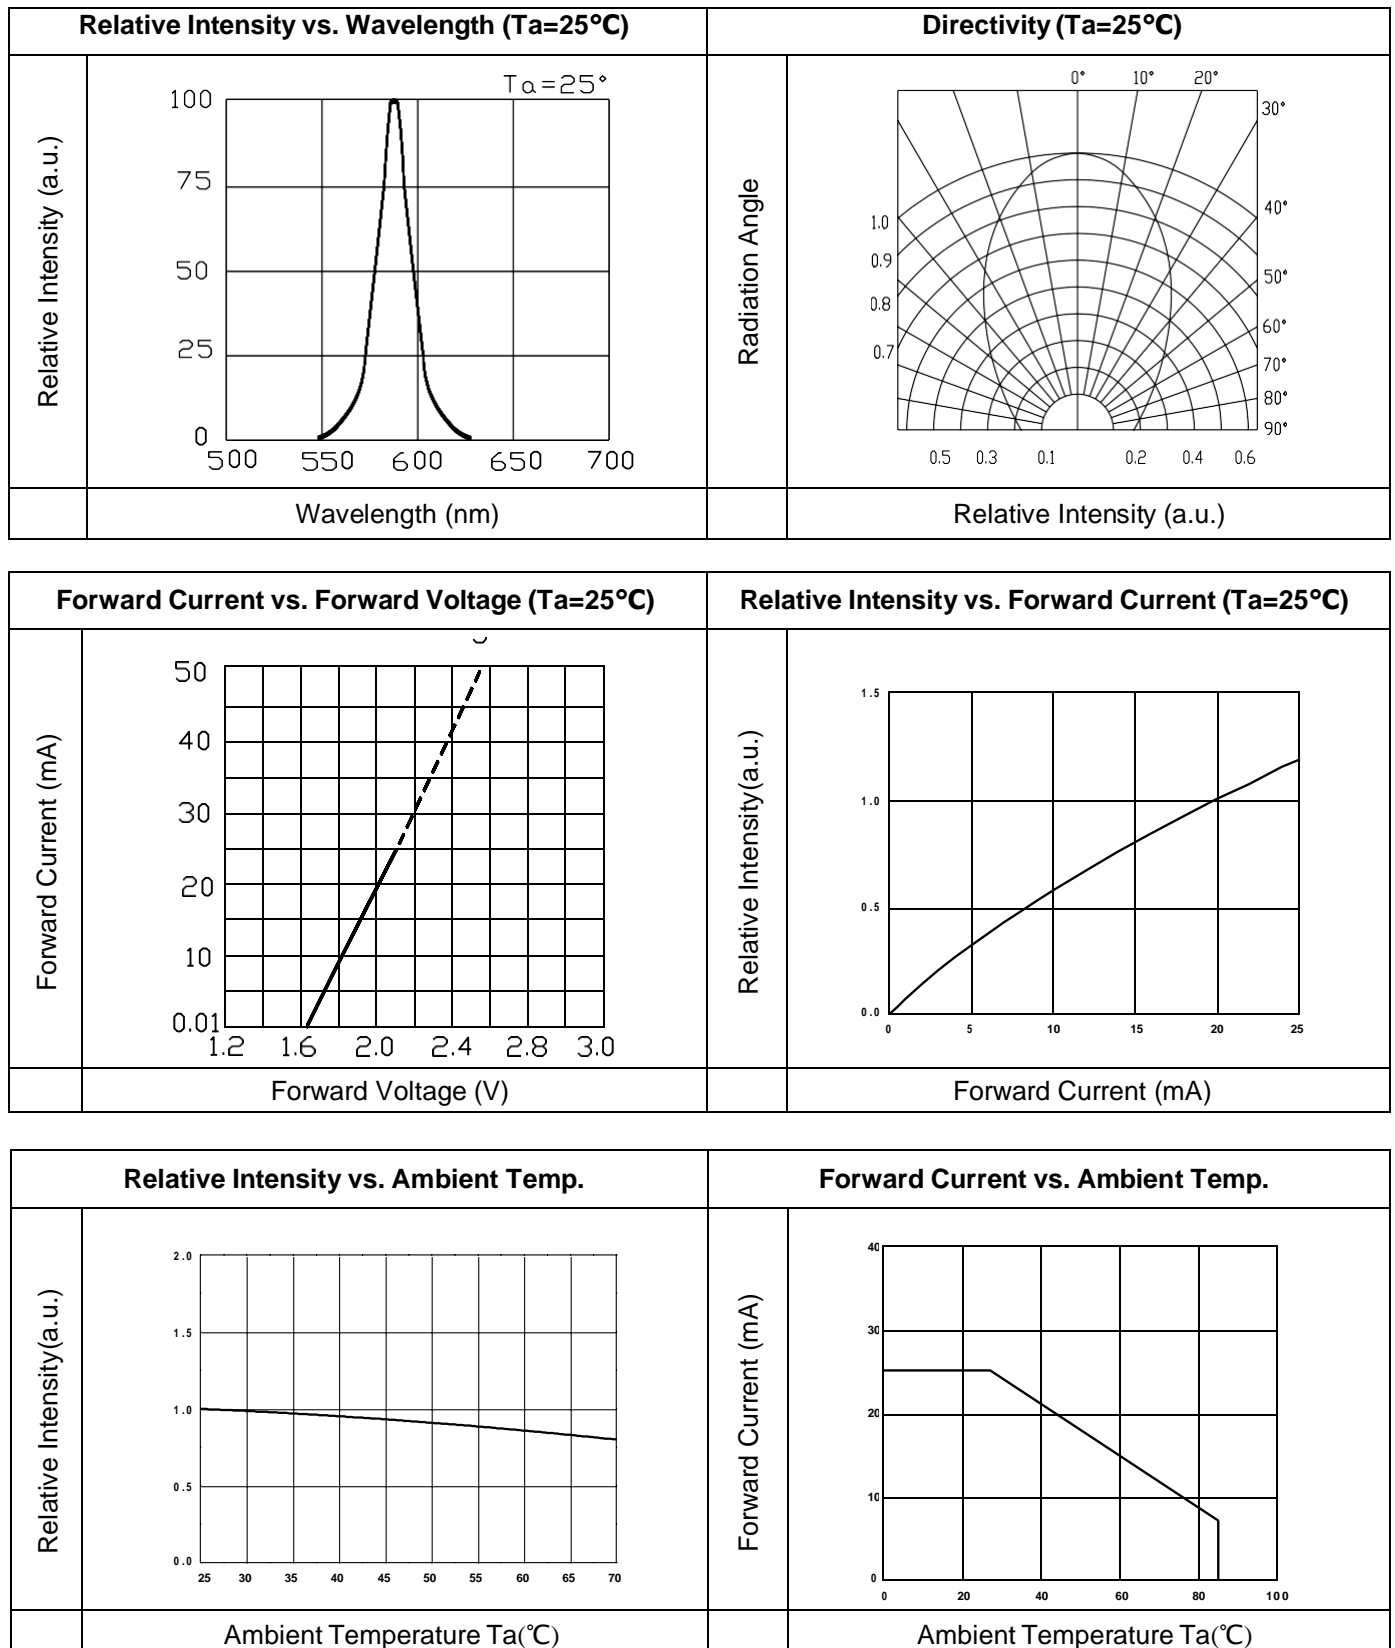 Relative Intensity vs. Wavelength (Ta=25℃)
Directivity (Ta=25℃)
Relative Intensity (a.u.)
Ta=25°
100
75
50
25
0
500 550 600 650 700
Wavelength (nm)
Radiation Angle
0° 10° 20°
30°
40°
50°
60°
70°
80°
90°
1.0
0.9
0.8
0.7
0.5 0.3 0.1 0.2 0.4 0.6
Relative Intensity (a.u.)
Forward Current vs. Forward Voltage (Ta=25℃)
Relative Intensity vs. Forward Current (Ta=25℃)
Forward Current (mA)
50
40
30
20
10
0.01
1.2 1.6 2.0 2.4 2.8 3.0
Forward Voltage (V)
Relative Intensity(a.u.)
1.5
1.0
0.5
0.0
0 5 10 15 20 25
Forward Current (mA)
Relative Intensity vs. Ambient Temp.
Forward Current vs. Ambient Temp.
Relative Intensity(a.u.)
2.0
1.5
1.0
0.5
0.0
25 30 35 40 45 50 55 60 65 70
Ambient Temperature Ta(℃)
Forward Current (mA)
40
30
20
10
0
0 20 40 60 80 100
Ambient Temperature Ta(℃)